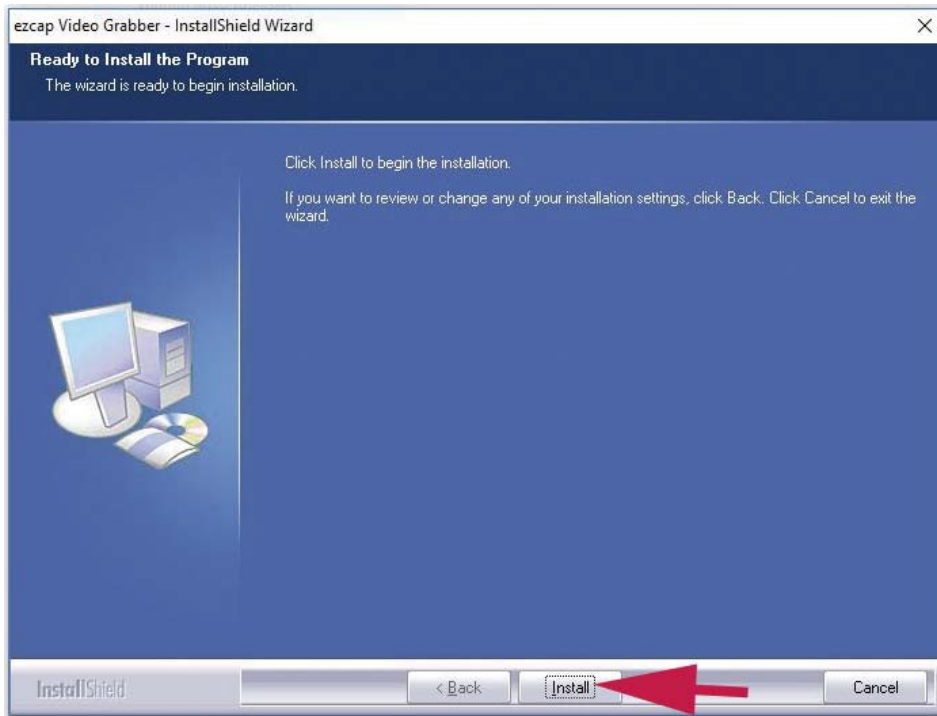 ezcap Video Grabber - InstallShield Wizard
Ready to Install the Program
The wizard is ready to begin installation.
Click Install to begin the installation.
If you want to review or change any of your installation settings, click Back. Click Cancel to exit the
wizard.
InstallShield
< Back
Install
Cancel